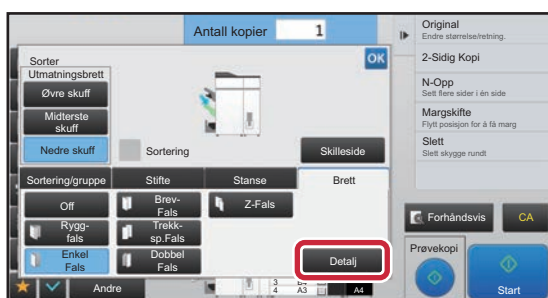 Antall kopier 1
Original
Endre størrelse/retning.
2-Sidig Kopi
N-Opp
Sett flere sider i én side
Margskifte
Flytt posisjon for å få marg
Slett
Slett skygge rundt
Sorter
OK
Utmatningsbrett
Øvre skuff
Midterste
skuff
Nedre skuff
Sortering
Skilleside
Sortering/gruppe
Stifte
Stanse
Brett
Off
Brev-
Fals
Z-Fals
Rygg-
fals
Trekk-
sp.Fals
Enkel
Fals
Dobbel
Fals
Detalj
Forhåndsvis
CA
Prøvekopi
Start
Andre
3
4 A3
A4